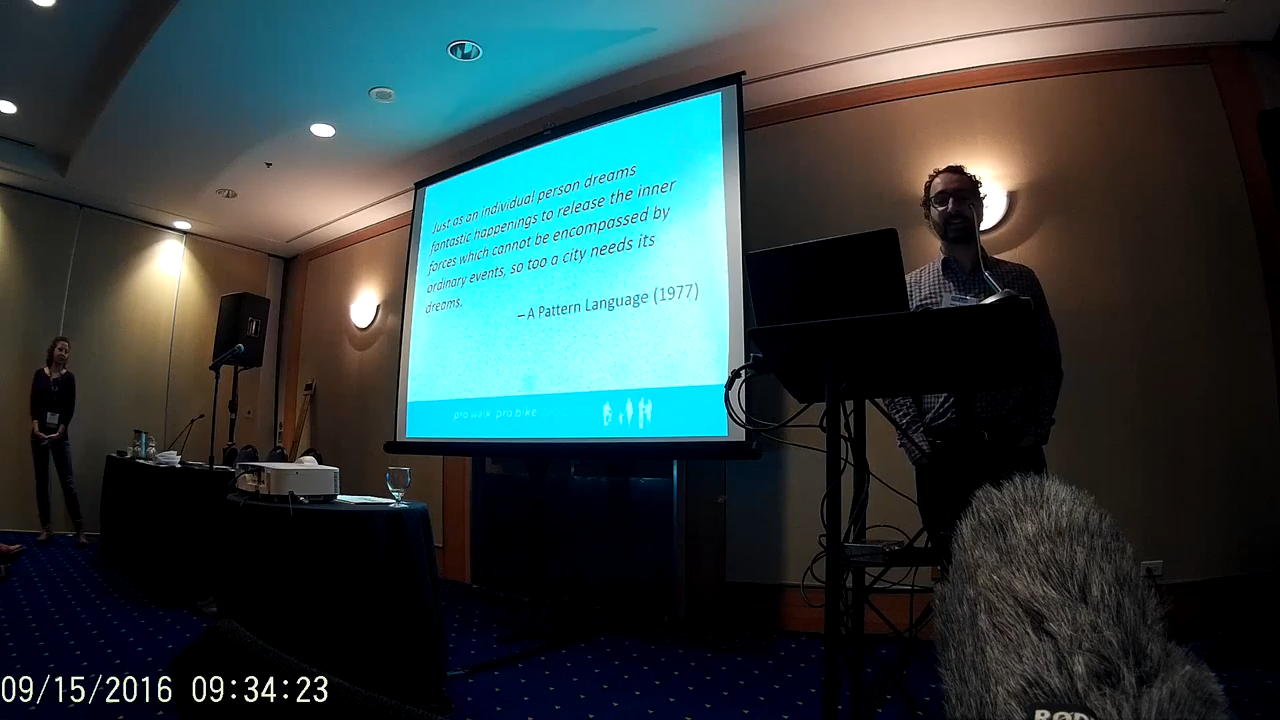 Just as an individual person dreams
fantastic happenings to release the inner
forces which cannot be encompassed by
ordinary events, so too a city needs its
dreams.
– A Pattern Language (1977)
pro walk pro bike
09/15/2016 09:34:23
RØD